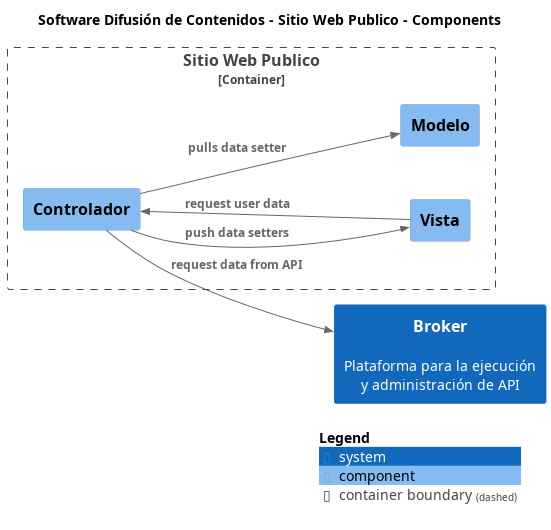 Software Difusión de Contenidos - Sitio Web Publico - Components
Sitio Web Publico
[Container]
Modelo
pulls data setter
Controlador
request user data
Vista
push data setters
request data from API
Broker
Plataforma para la ejecución
y administración de API
Legend
system
component
container boundary (dashed)